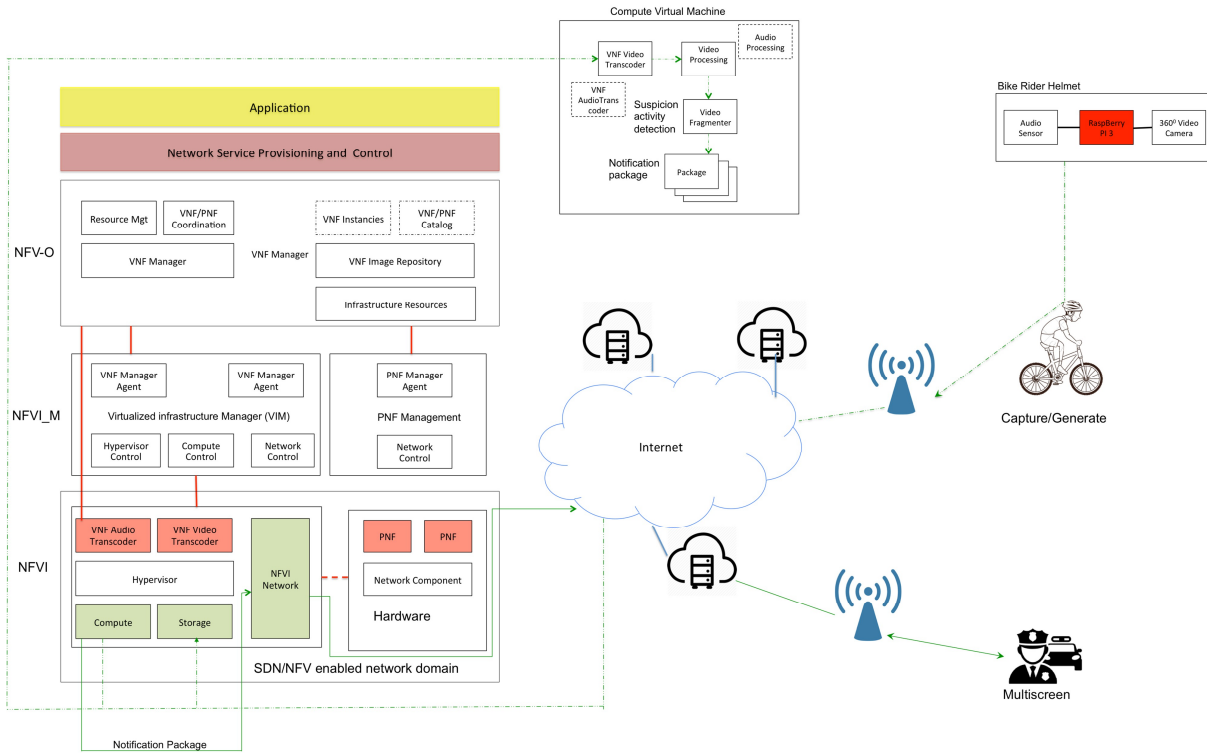 Compute Virtual Machine
VNF Video
Transcoder
Video
Processing
Audio
Processing
VNF
AudioTrans
coder
Suspicion
activity
detection
Video
Fragmenter
Notification
package
Package
Bike Rider Helmet
Audio
Sensor
RaspBerry
PI 3
360⁰ Video
Camera
Application
Network Service Provisioning and Control
NFV-O
Resource Mgt
VNF/PNF
Coordination
VNF Instancies
VNF/PNF
Catalog
VNF Manager
VNF Manager
VNF Image Repository
Infrastructure Resources
NFVI_M
VNF Manager
Agent
VNF Manager
Agent
Virtualized infrastructure Manager (VIM)
Hypervisor
Control
Compute
Control
Network
Control
PNF Manager
Agent
PNF Management
Network
Control
NFVI
VNF Audio
Transcoder
VNF Video
Transcoder
Hypervisor
Compute
Storage
NFVI
Network
PNF
PNF
Network Component
Hardware
SDN/NFV enabled network domain
Notification Package
Internet
Capture/Generate
Multiscreen